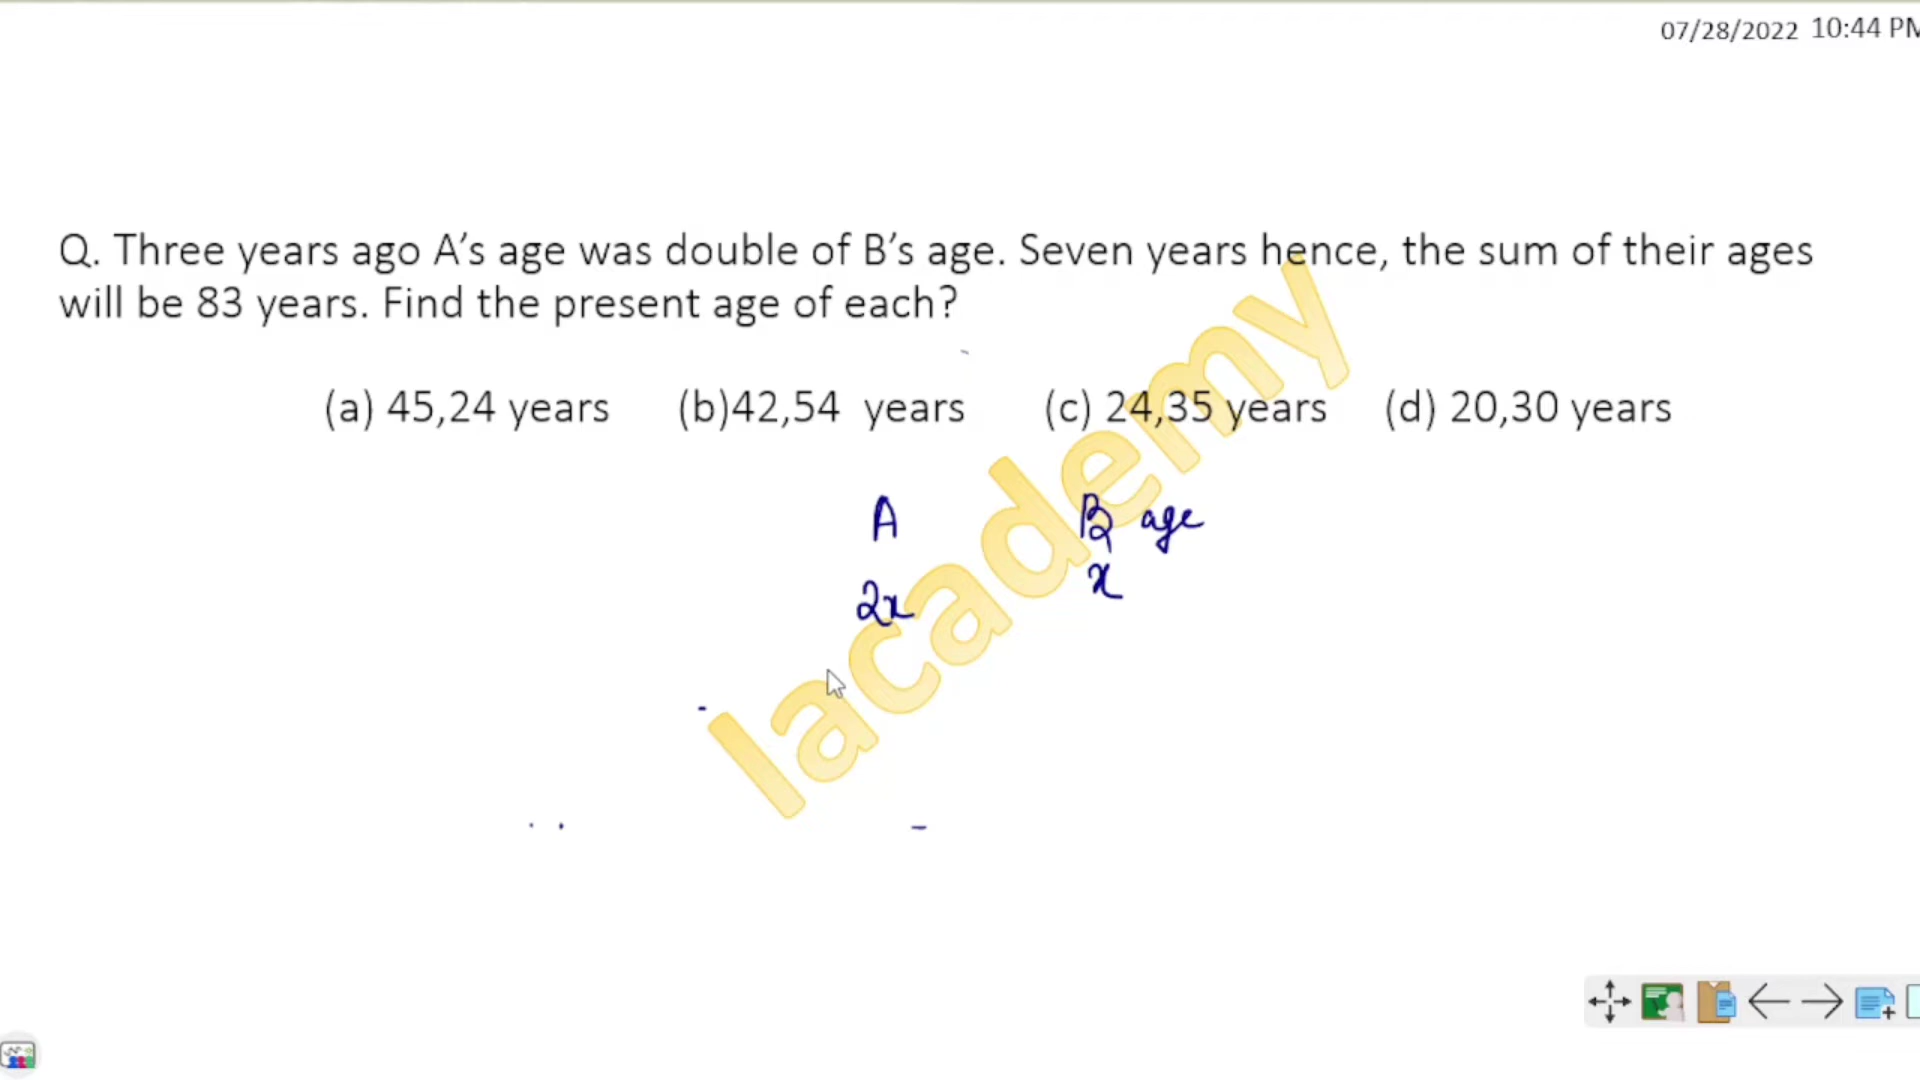 07/28/2022 10:44 PM
Q. Three years ago A’s age was double of B’s age. Seven years hence, the sum of their ages
will be 83 years. Find the present age of each?
(a) 45,24 years (b)42,54 years (c) 24,35 years (d) 20,30 years
A B age
2x x
lacademy